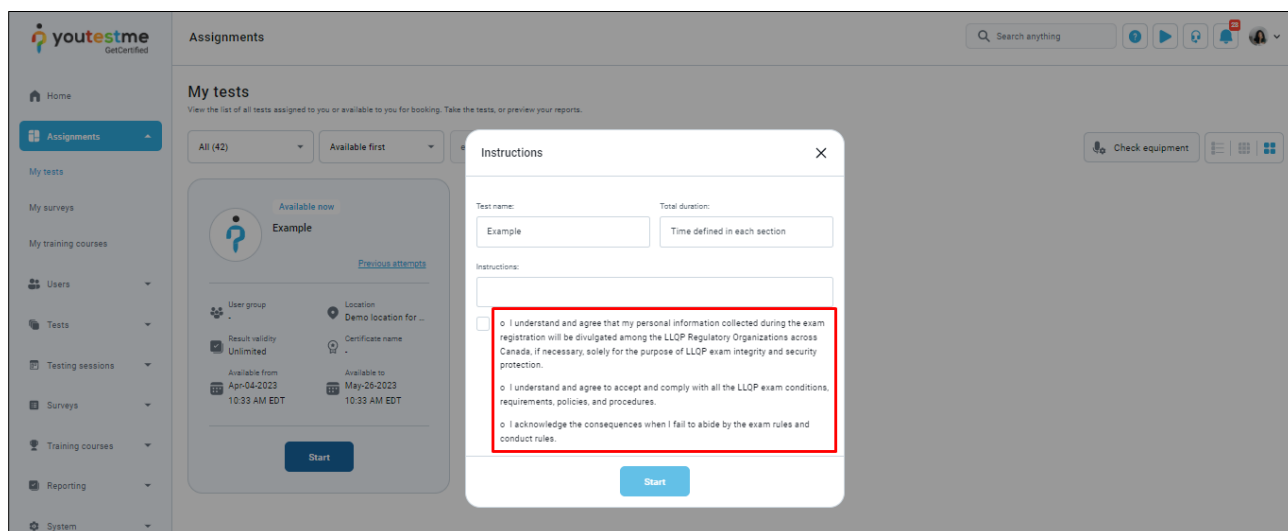 youtestme
GetCertified
Assignments
Search anything
28
Home
Assignments
My tests
My surveys
My training courses
Users
Tests
Testing sessions
Surveys
Training courses
Reporting
System
My tests
View the list of all tests assigned to you or available to you for booking. Take the tests, or preview your reports.
All (42)
Available first
e
Check equipment
Available now
Example
Previous attempts
User group
-
Location
Demo location for ...
Result validity
Unlimited
Certificate name
-
Available from
Apr-04-2023
10:33 AM EDT
Available to
May-26-2023
10:33 AM EDT
Start
Instructions
Test name:
Example
Total duration:
Time defined in each section
Instructions:
o I understand and agree that my personal information collected during the exam
registration will be divulgated among the LLQP Regulatory Organizations across
Canada, if necessary, solely for the purpose of LLQP exam integrity and security
protection.
o I understand and agree to accept and comply with all the LLQP exam conditions,
requirements, policies, and procedures.
o I acknowledge the consequences when I fail to abide by the exam rules and
conduct rules.
Start